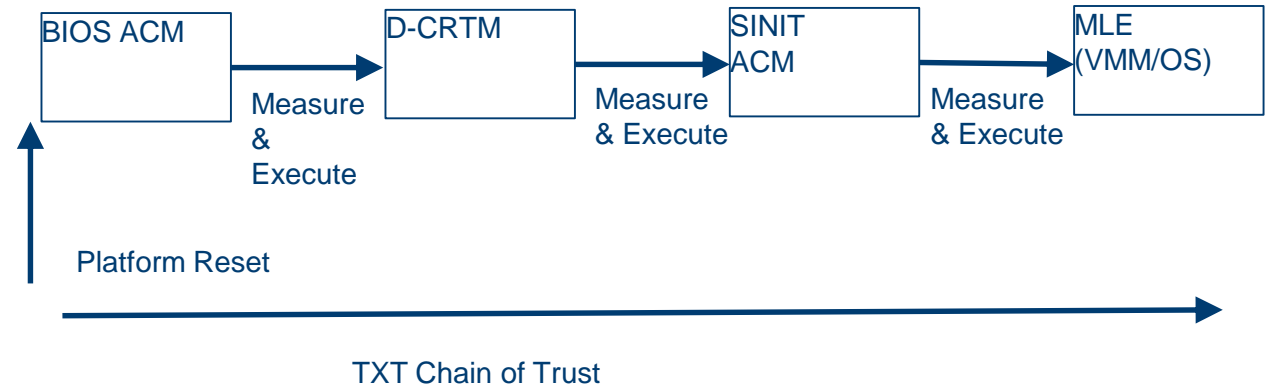 BIOS ACM
D-CRTM
SINIT
ACM
MLE
(VMM/OS)
Measure
&
Execute
Measure
& Execute
Measure
& Execute
Platform Reset
TXT Chain of Trust